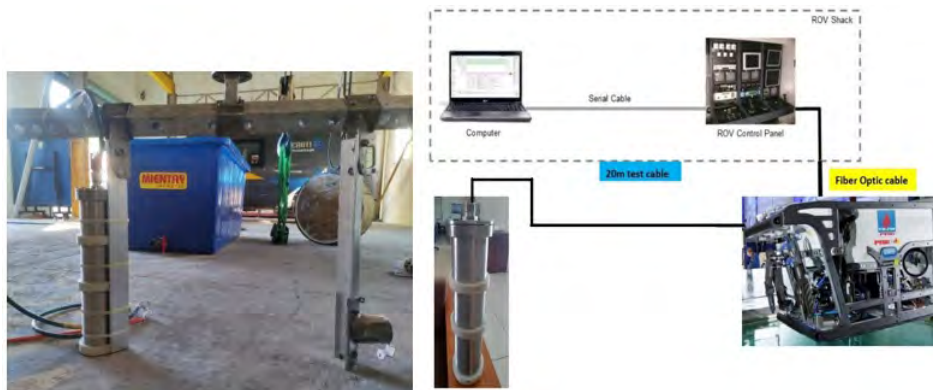 MIENTAY
ROV Shack
Serial Cable
Computer
ROV Control Panel
20m test cable
Fiber Optic cable